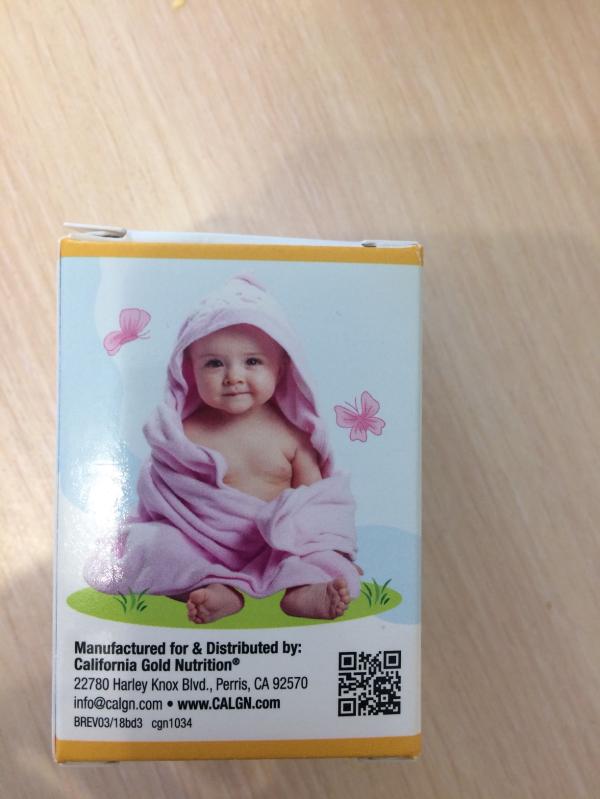 Manufactured for & Distributed by:
California Gold Nutrition®
22780 Harley Knox Blvd., Perris, CA 92570
info@calgn.com • www.CALGN.com
BREV03/18bd3 cgn1034